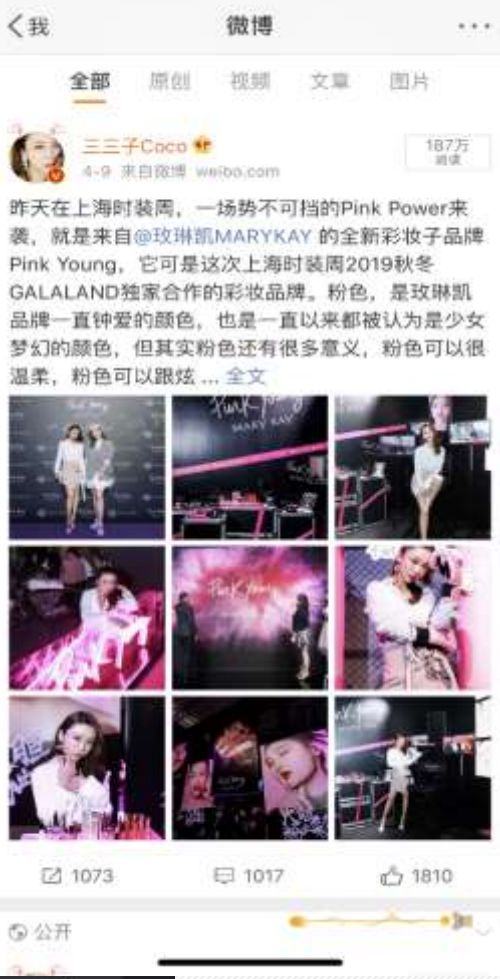 我
微博
全部 原创 视频 文章 图片
三三子Coco
187万
阅读
4-9 来自微博 weibo.com
昨天在上海时装周，一场势不可挡的Pink Power来
袭，就是来自@玫琳凯MARYKAY 的全新彩妆子品牌
Pink Young，它可是这次上海时装周2019秋冬
GALALAND独家合作的彩妆品牌。粉色，是玫琳凯
品牌一直钟爱的颜色，也是一直以来都被认为是少女
梦幻的颜色，但其实粉色还有很多意义，粉色可以很
温柔，粉色可以跟炫 ... 全文
Pink Young
Pink Young
MARY KAY
Pink Young
1073
1017
1810
公开